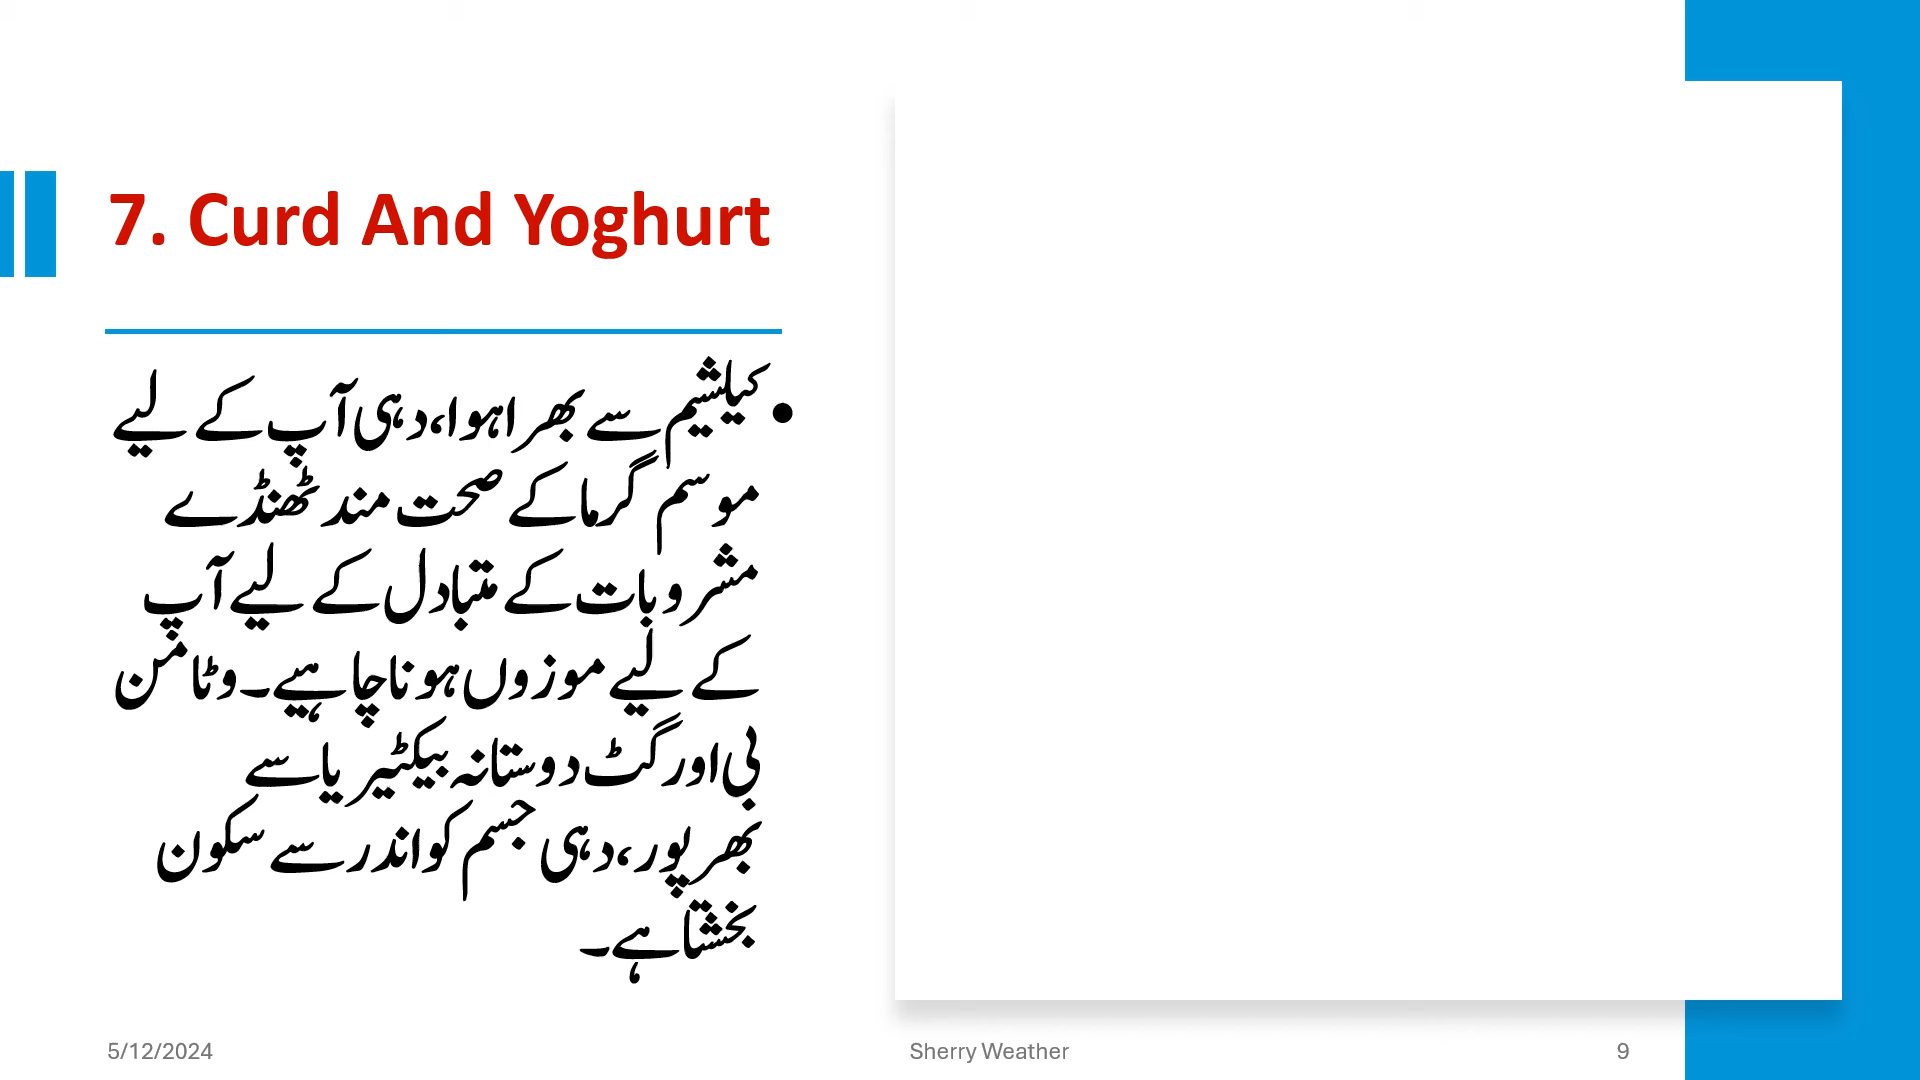 7. Curd And Yoghurt
• کیلشیم سے بھرا ہوا، دہی آپ کے لیے
موسم گرما کے صحت مند ٹھنڈے
مشروبات کے متبادل کے لیے آپ
کے لیے موزوں ہونا چاہیے۔ وٹامن
بی اور گٹ دوستانہ بیکٹیریا سے
بھرپور، دہی جسم کو اندر سے سکون
بخشتا ہے۔
5/12/2024
Sherry Weather
9